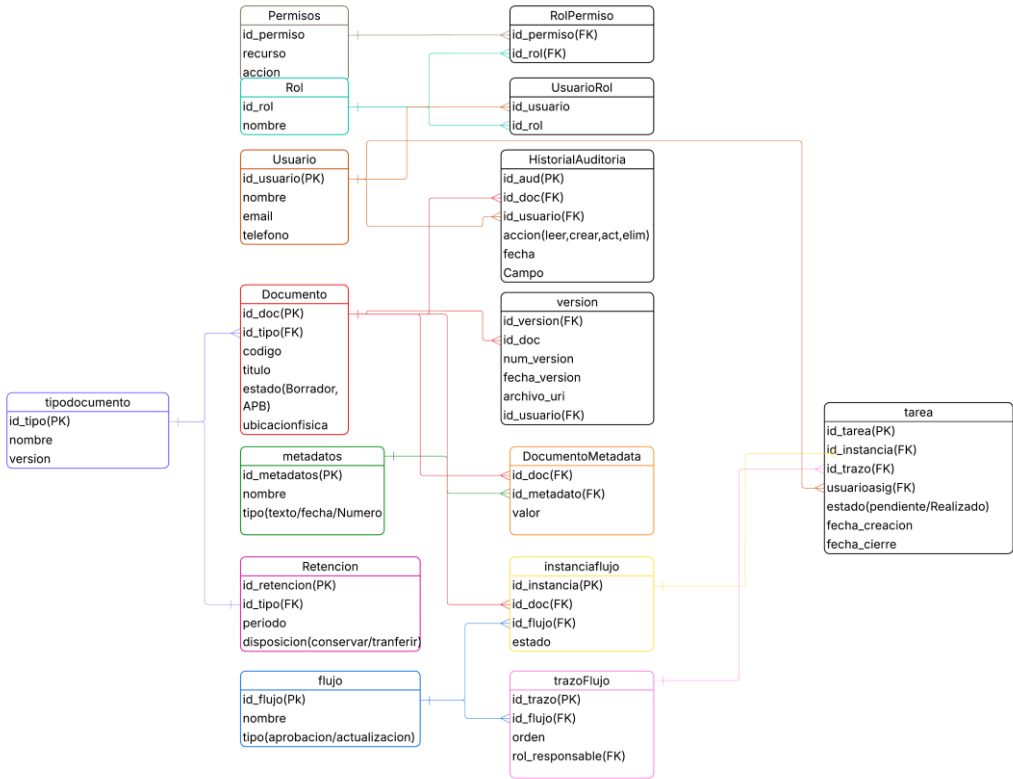 Permisos
id_permiso
recurso
accion
RolPermiso
id_permiso(FK)
id_rol(FK)
Rol
id_rol
nombre
UsuarioRol
id_usuario
id_rol
Usuario
id_usuario(PK)
nombre
email
telefono
HistorialAuditoria
id_aud(PK)
id_doc(FK)
id_usuario(FK)
accion(leer,crear,act,elim)
fecha
Campo
Documento
id_doc(PK)
id_tipo(FK)
codigo
titulo
estado(Borrador,
APB)
ubicacionfisica
version
id_version(FK)
id_doc
num_version
fecha_version
archivo_uri
id_usuario(FK)
tipodocumento
id_tipo(PK)
nombre
version
tarea
id_tarea(PK)
id_instancia(FK)
id_trazo(FK)
usuarioasig(FK)
estado(pendiente/Realizado)
fecha_creacion
fecha_cierre
metadatos
id_metadatos(PK)
nombre
tipo(texto/fecha/Numero
DocumentoMetadata
id_doc(FK)
id_metadato(FK)
valor
Retencion
id_retencion(PK)
id_tipo(FK)
periodo
disposicion(conservar/tranferir)
instanciaflujo
id_instancia(PK)
id_doc(FK)
id_flujo(FK)
estado
flujo
id_flujo(Pk)
nombre
tipo(aprobacion/actualizacion)
trazoFlujo
id_trazo(PK)
id_flujo(FK)
orden
rol_responsable(FK)